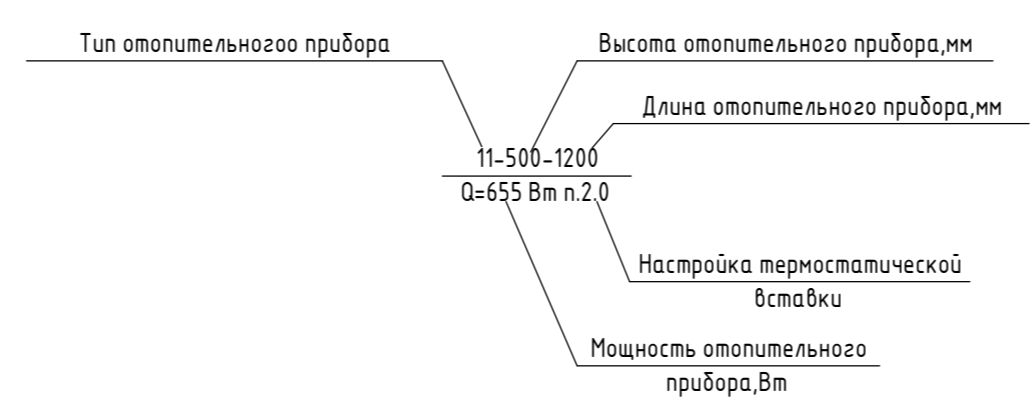 Тип отопительногоо прибора
Высота отопительного прибора,мм
Длина отопительного прибора,мм
11-500-1200
Q=655 Вт п.2.0
Настройка термостатической
вставки
Мощность отопительного
прибора,Вт